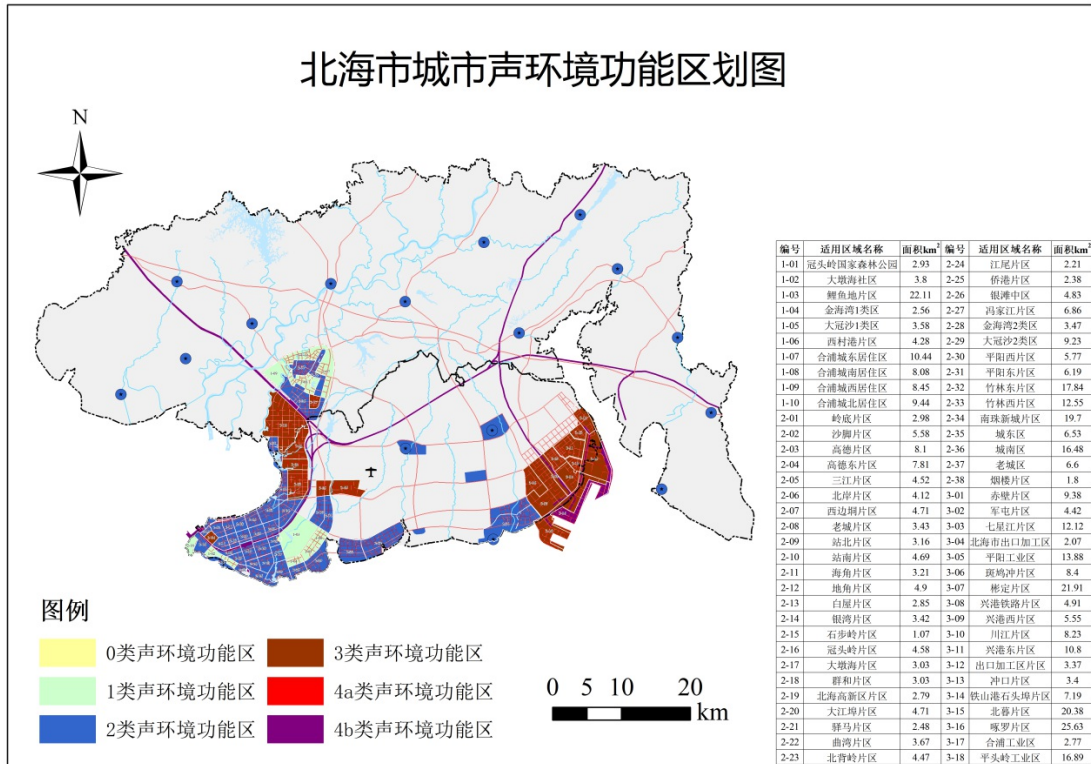 北海市城市声环境功能区划图
N
编号 适用区域名称 面积km² 编号 适用区域名称 面积km²
1-01 冠头岭国家森林公园 2.93 2-24 江尾片区 2.21
1-02 大墩海社区 3.8 2-25 侨港片区 2.38
1-03 鲤鱼地片区 22.11 2-26 银滩中区 4.83
1-04 金海湾1类区 2.56 2-27 冯家江片区 6.86
1-05 大冠沙1类区 3.58 2-28 金海湾2类区 3.47
1-06 西村港片区 4.28 2-29 大冠沙2类区 9.23
1-07 合浦城东居住区 10.44 2-30 平阳西片区 5.77
1-08 合浦城南居住区 8.08 2-31 平阳东片区 6.19
1-09 合浦城西居住区 8.45 2-32 竹林东片区 17.84
1-10 合浦城北居住区 9.44 2-33 竹林西片区 12.55
2-01 岭底片区 2.98 2-34 南珠新城片区 19.7
2-02 沙脚片区 5.58 2-35 城东区 6.53
2-03 高德片区 8.1 2-36 城南区 16.48
2-04 高德东片区 7.81 2-37 老城区 6.6
2-05 三江片区 4.52 2-38 烟楼片区 1.8
2-06 北岸片区 4.12 3-01 赤壁片区 9.38
2-07 西边垌片区 4.71 3-02 军屯片区 4.42
2-08 老城片区 3.43 3-03 七星江片区 12.12
2-09 站北片区 3.16 3-04 北海市出口加工区 2.07
2-10 站南片区 4.69 3-05 平阳工业区 13.88
2-11 海角片区 3.21 3-06 斑鸠冲片区 8.4
2-12 地角片区 4.9 3-07 彬定片区 21.91
2-13 白屋片区 2.85 3-08 兴港铁路片区 4.91
2-14 银湾片区 3.42 3-09 兴港西片区 5.55
2-15 石步岭片区 1.07 3-10 川江片区 8.23
2-16 冠头岭片区 4.58 3-11 兴港东片区 10.8
2-17 大墩海片区 3.03 3-12 出口加工区片区 3.37
2-18 群和片区 3.03 3-13 冲口片区 3.4
2-19 北海高新区片区 2.79 3-14 铁山港石头埠片区 7.19
2-20 大江埠片区 4.71 3-15 北暮片区 20.38
2-21 驿马片区 2.48 3-16 啄罗片区 25.63
2-22 曲湾片区 3.67 3-17 合浦工业区 2.77
2-23 北背岭片区 4.47 3-18 平头岭工业区 16.89
图例
0类声环境功能区 3类声环境功能区
1类声环境功能区 4a类声环境功能区
2类声环境功能区 4b类声环境功能区
0 5 10 20
km